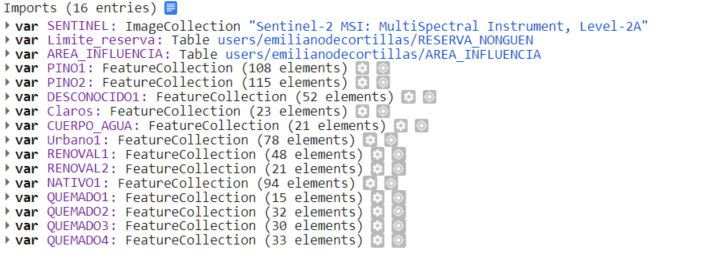 Imports (16 entries)
var SENTINEL: ImageCollection "Sentinel-2 MSI: MultiSpectral Instrument, Level-2A"
var Limite_reserva: Table users/emilianodecortillas/RESERVA_NONGUEN
var AREA_INFLUENCIA: Table users/emilianodecortillas/AREA_INFLUENCIA
var PINO1: FeatureCollection (108 elements)
var PINO2: FeatureCollection (115 elements)
var DESCONOCIDO1: FeatureCollection (52 elements)
var Claros: FeatureCollection (23 elements)
var CUERPO_AGUA: FeatureCollection (21 elements)
var Urbano1: FeatureCollection (78 elements)
var RENOVAL1: FeatureCollection (48 elements)
var RENOVAL2: FeatureCollection (21 elements)
var NATIVO1: FeatureCollection (94 elements)
var QUEMADO1: FeatureCollection (15 elements)
var QUEMADO2: FeatureCollection (32 elements)
var QUEMADO3: FeatureCollection (30 elements)
var QUEMADO4: FeatureCollection (33 elements)